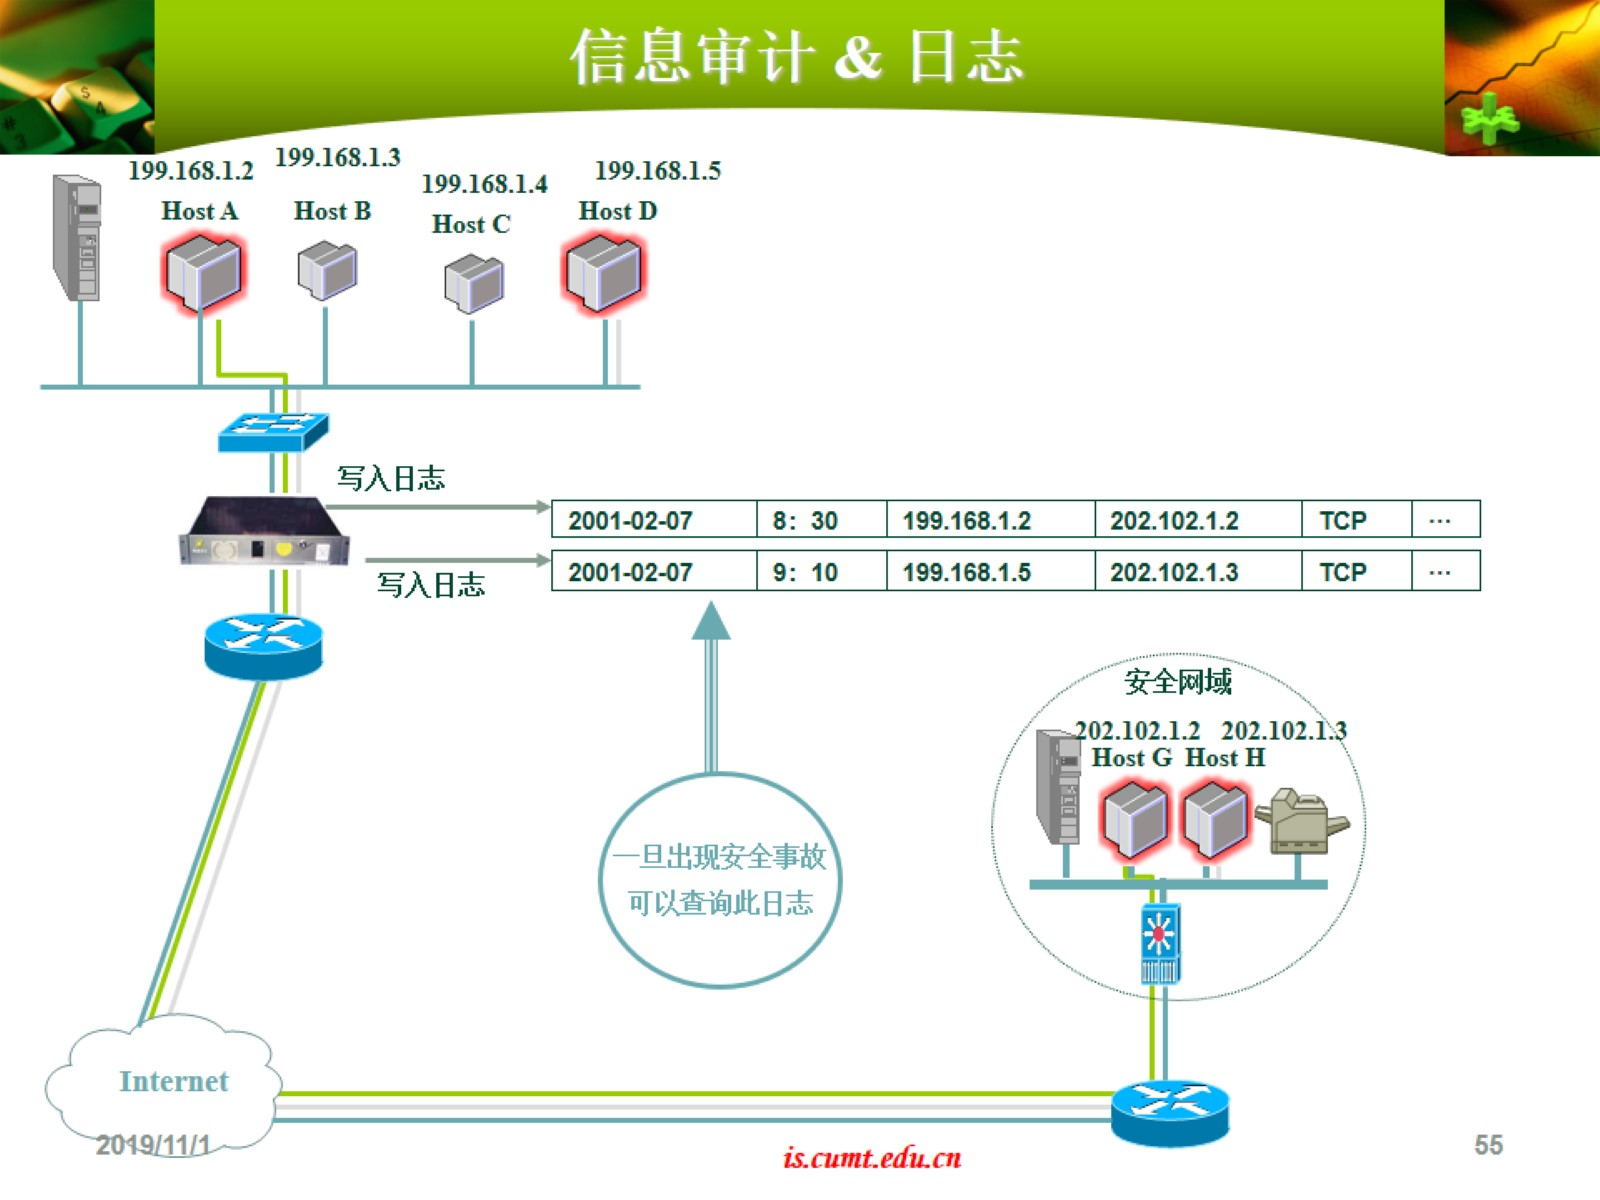 信息审计 & 日志
199.168.1.2
199.168.1.3
199.168.1.4
199.168.1.5
Host A
Host B
Host C
Host D
写入日志
2001-02-07 8：30 199.168.1.2 202.102.1.2 TCP …
2001-02-07 9：10 199.168.1.5 202.102.1.3 TCP …
写入日志
安全网域
202.102.1.2 202.102.1.3
Host G Host H
一旦出现安全事故
可以查询此日志
Internet
2019/11/1
is.cumt.edu.cn
55